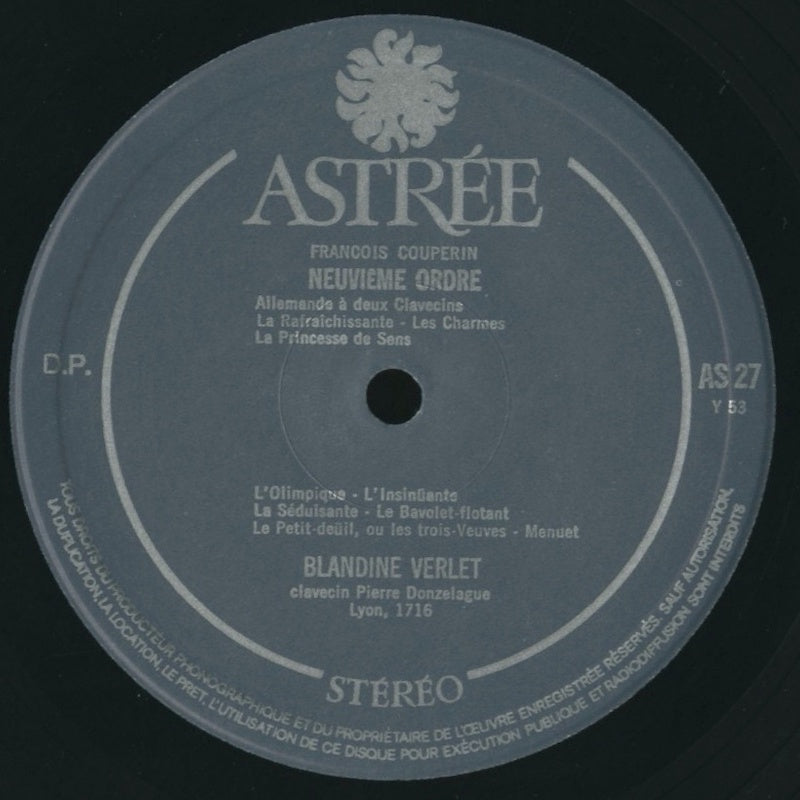 ASTRÉE
FRANCOIS COUPERIN
NEUVIEME ORDRE
Allemande à deux Clavecins
La Rafraîchissante - Les Charmes
La Princesse de Sens
D.P.
AS 27
Y 53
L'Olimpique - L'Insinüante
La Séduisante - Le Bavolet-flotant
Le Petit-deüil, ou les trois-Veuves - Menuet
BLANDINE VERLET
clavecin Pierre Donzelague
Lyon, 1716
STÉRÉO
TOUS DROITS DU PRODUCTEUR PHONOGRAPHIQUE ET DU PROPRIÉTAIRE DE L'ŒUVRE ENREGISTRÉE RÉSERVÉS. SAUF AUTORISATION,
LA DUPLICATION, LA LOCATION, LE PRET, L'UTILISATION DE CE DISQUE POUR EXÉCUTION PUBLIQUE ET RADIODIFFUSION SONT INTERDITS